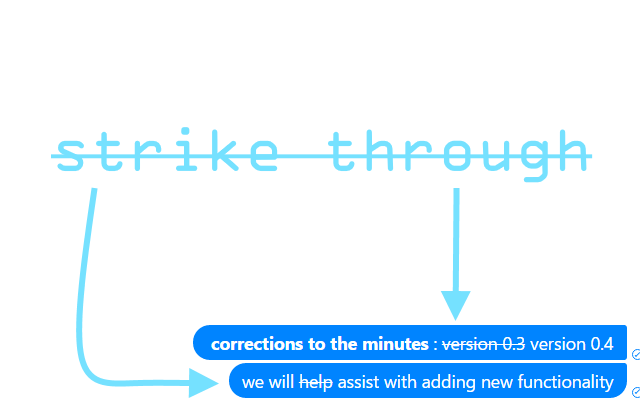 strike through
corrections to the minutes : version 0.3 version 0.4
we will help assist with adding new functionality